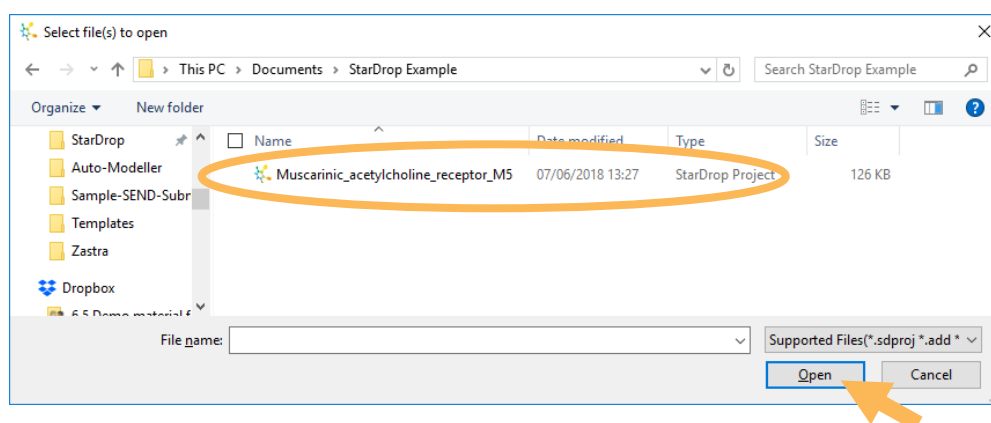 Select file(s) to open
This PC > Documents > StarDrop Example
Search StarDrop Example
Organize New folder
StarDrop
Auto-Modeller
Sample-SEND-Subr
Templates
Zastra
Dropbox
6.5 Demo material f
Name Date modified Type Size
Muscarinic_acetylcholine_receptor_M5 07/06/2018 13:27 StarDrop Project 126 KB
File name:
Supported Files(*.sdproj *.add *
Open Cancel